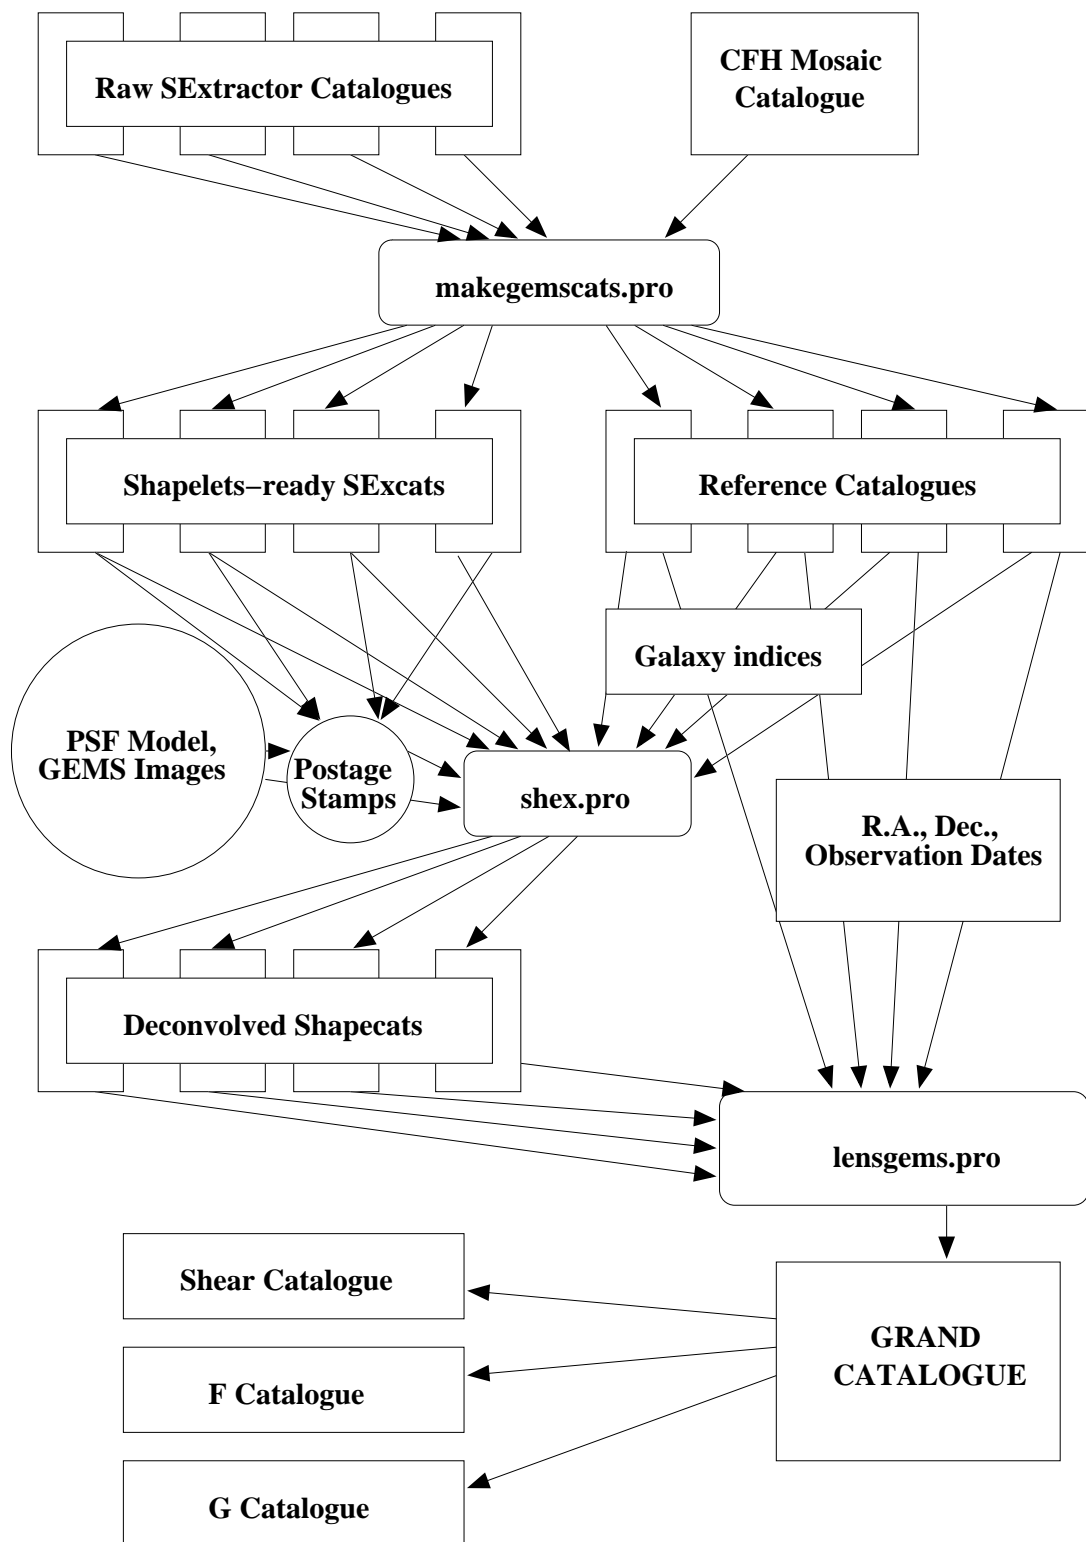 Raw SExtractor Catalogues
CFH Mosaic
Catalogue
makegemscats.pro
Shapelets−ready SExcats
Reference Catalogues
Galaxy indices
PSF Model,
GEMS Images
Postage
Stamps
shex.pro
R.A., Dec.,
Observation Dates
Deconvolved Shapecats
lensgems.pro
Shear Catalogue
F Catalogue
G Catalogue
GRAND
CATALOGUE